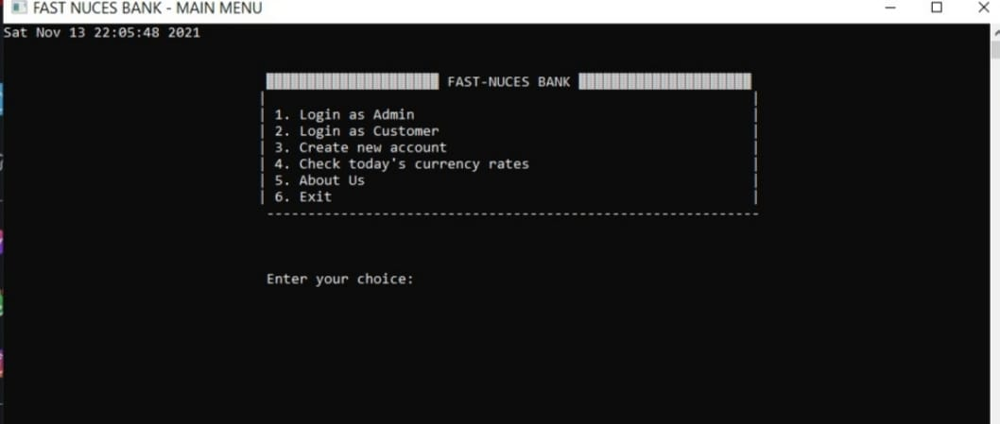 FAST NUCES BANK - MAIN MENU
Sat Nov 13 22:05:48 2021
FAST-NUCES BANK
1. Login as Admin
2. Login as Customer
3. Create new account
4. Check today's currency rates
5. About Us
6. Exit
Enter your choice: